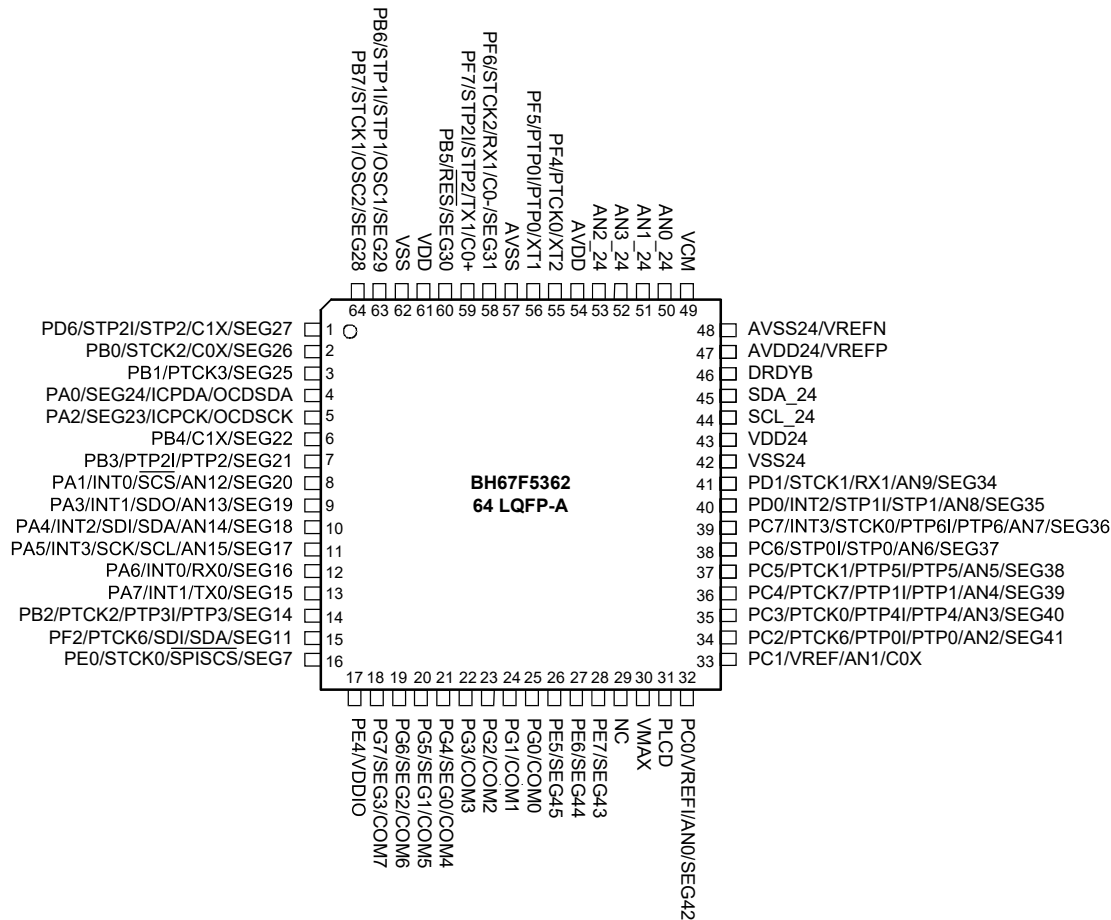 PB7/STCK1/OSC2/SEG28
PB6/STP1I/STP1/OSC1/SEG29
VSS
VDD
PB5/RES/SEG30
PF7/STP2I/STP2/TX1/C0+
PF6/STCK2/RX1/C0-/SEG31
AVSS
PF5/PTP0I/PTP0/XT1
PF4/PTCK0/XT2
AVDD
AN2_24
AN3_24
AN1_24
AN0_24
VCM
64 63 62 61 60 59 58 57 56 55 54 53 52 51 50 49
PD6/STP2I/STP2/C1X/SEG27 1
PB0/STCK2/C0X/SEG26 2
PB1/PTCK3/SEG25 3
PA0/SEG24/ICPDA/OCDSDA 4
PA2/SEG23/ICPCK/OCDSCK 5
PB4/C1X/SEG22 6
PB3/PTP2I/PTP2/SEG21 7
PA1/INT0/SCS/AN12/SEG20 8
PA3/INT1/SDO/AN13/SEG19 9
PA4/INT2/SDI/SDA/AN14/SEG18 10
PA5/INT3/SCK/SCL/AN15/SEG17 11
PA6/INT0/RX0/SEG16 12
PA7/INT1/TX0/SEG15 13
PB2/PTCK2/PTP3I/PTP3/SEG14 14
PF2/PTCK6/SDI/SDA/SEG11 15
PE0/STCK0/SPISCS/SEG7 16
BH67F5362
64 LQFP-A
48 AVSS24/VREFN
47 AVDD24/VREFP
46 DRDYB
45 SDA_24
44 SCL_24
43 VDD24
42 VSS24
41 PD1/STCK1/RX1/AN9/SEG34
40 PD0/INT2/STP1I/STP1/AN8/SEG35
39 PC7/INT3/STCK0/PTP6I/PTP6/AN7/SEG36
38 PC6/STP0I/STP0/AN6/SEG37
37 PC5/PTCK1/PTP5I/PTP5/AN5/SEG38
36 PC4/PTCK7/PTP1I/PTP1/AN4/SEG39
35 PC3/PTCK0/PTP4I/PTP4/AN3/SEG40
34 PC2/PTCK6/PTP0I/PTP0/AN2/SEG41
33 PC1/VREF/AN1/C0X
17 18 19 20 21 22 23 24 25 26 27 28 29 30 31 32
PE4/VDDIO
PG7/SEG3/COM7
PG6/SEG2/COM6
PG5/SEG1/COM5
PG4/SEG0/COM4
PG3/COM3
PG2/COM2
PG1/COM1
PG0/COM0
PE5/SEG45
PE6/SEG44
PE7/SEG43
NC
VMAX
PLCD
PC0/VREFI/AN0/SEG42